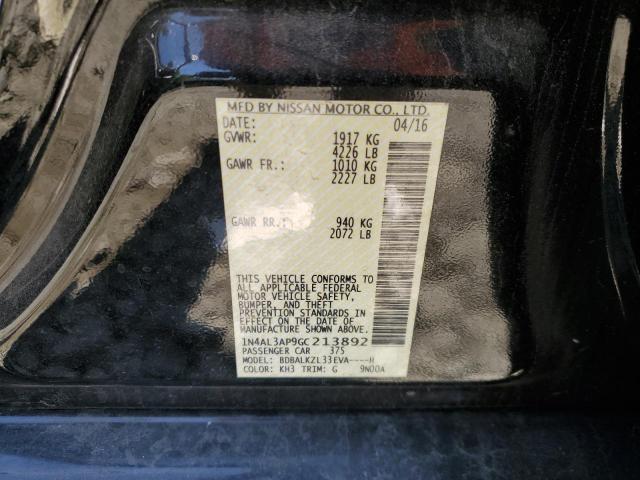 MFD BY NISSAN MOTOR CO., LTD.
DATE: 04/16
GVWR: 1917 KG
4226 LB
GAWR FR.: 1010 KG
2227 LB
GAWR RR.: 940 KG
2072 LB
THIS VEHICLE CONFORMS TO
ALL APPLICABLE FEDERAL
MOTOR VEHICLE SAFETY,
BUMPER, AND THEFT
PREVENTION STANDARDS IN
EFFECT ON THE DATE OF
MANUFACTURE SHOWN ABOVE.
1N4AL3AP9GC213892
PASSENGER CAR 375
MODEL: BDBALKZL33EVA----H
COLOR: KH3 TRIM: G 9N00A